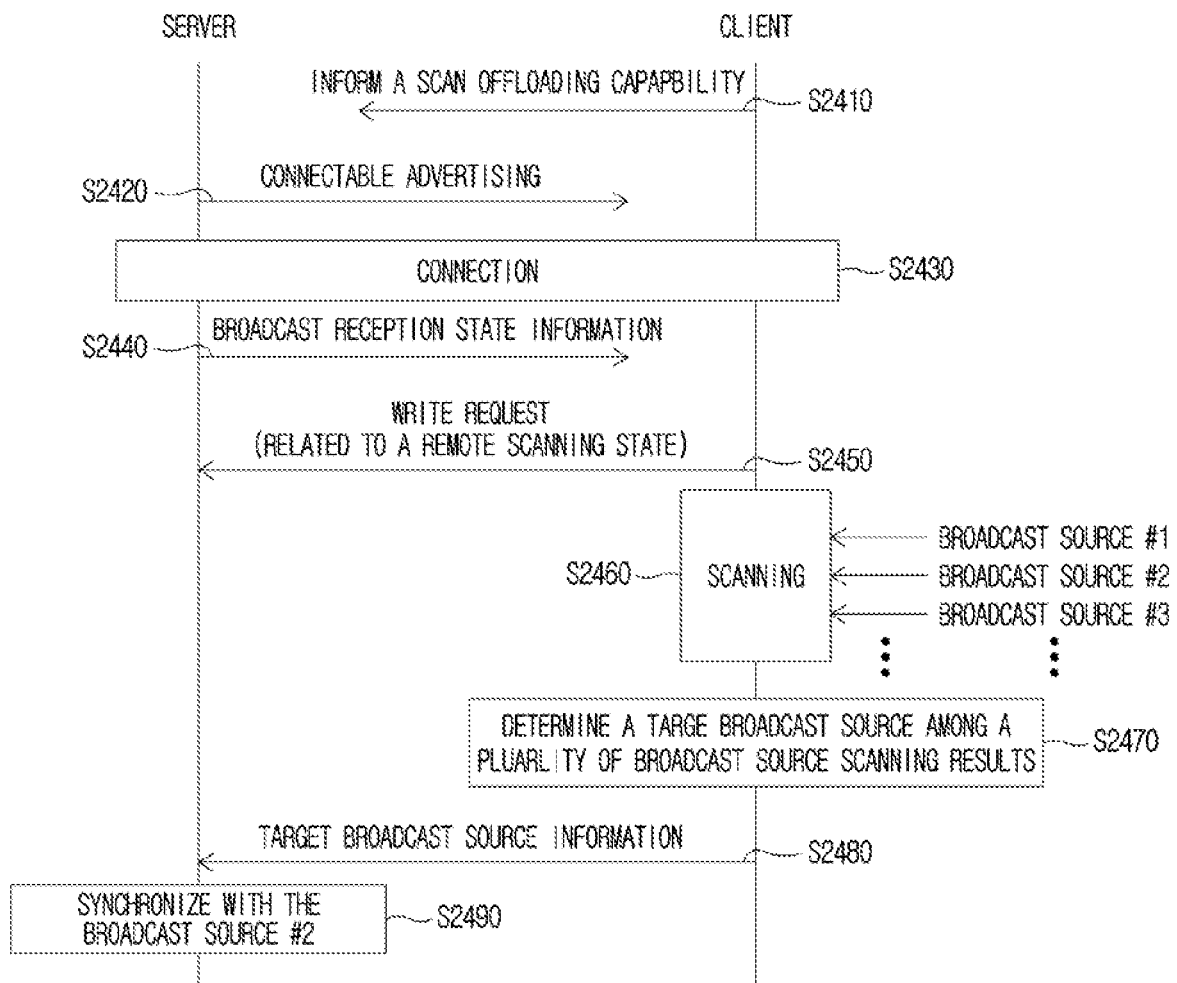 SERVER
CLIENT
INFORM A SCAN OFFLOADING CAPAPBILITY
S2410
CONNECTABLE ADVERTISING
S2420
CONNECTION
S2430
BROADCAST RECEPTION STATE INFORMATION
S2440
WRITE REQUEST
(RELATED TO A REMOTE SCANNING STATE)
S2450
SCANNING
S2460
BROADCAST SOURCE #1
BROADCAST SOURCE #2
BROADCAST SOURCE #3
DETERMINE A TARGE BROADCAST SOURCE AMONG A
PLUARLITY OF BROADCAST SOURCE SCANNING RESULTS
S2470
TARGET BROADCAST SOURCE INFORMATION
S2480
SYNCHRONIZE WITH THE
BROADCAST SOURCE #2
S2490